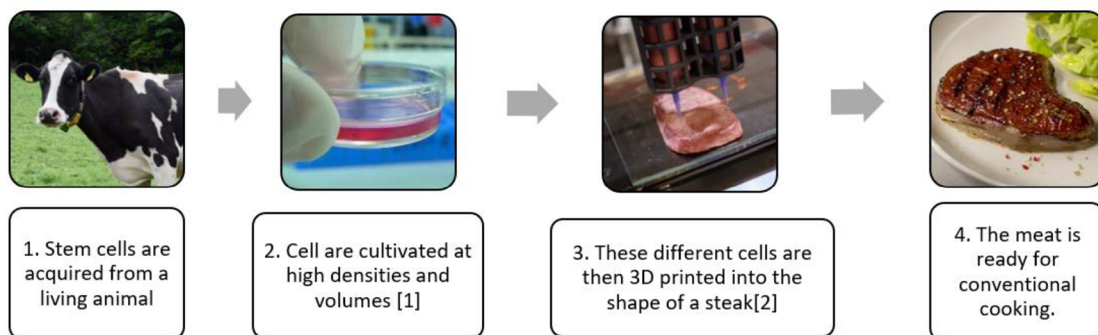 1. Stem cells are
acquired from a
living animal
2. Cell are cultivated at
high densities and
volumes [1]
3. These different cells are
then 3D printed into the
shape of a steak[2]
4. The meat is
ready for
conventional
cooking.